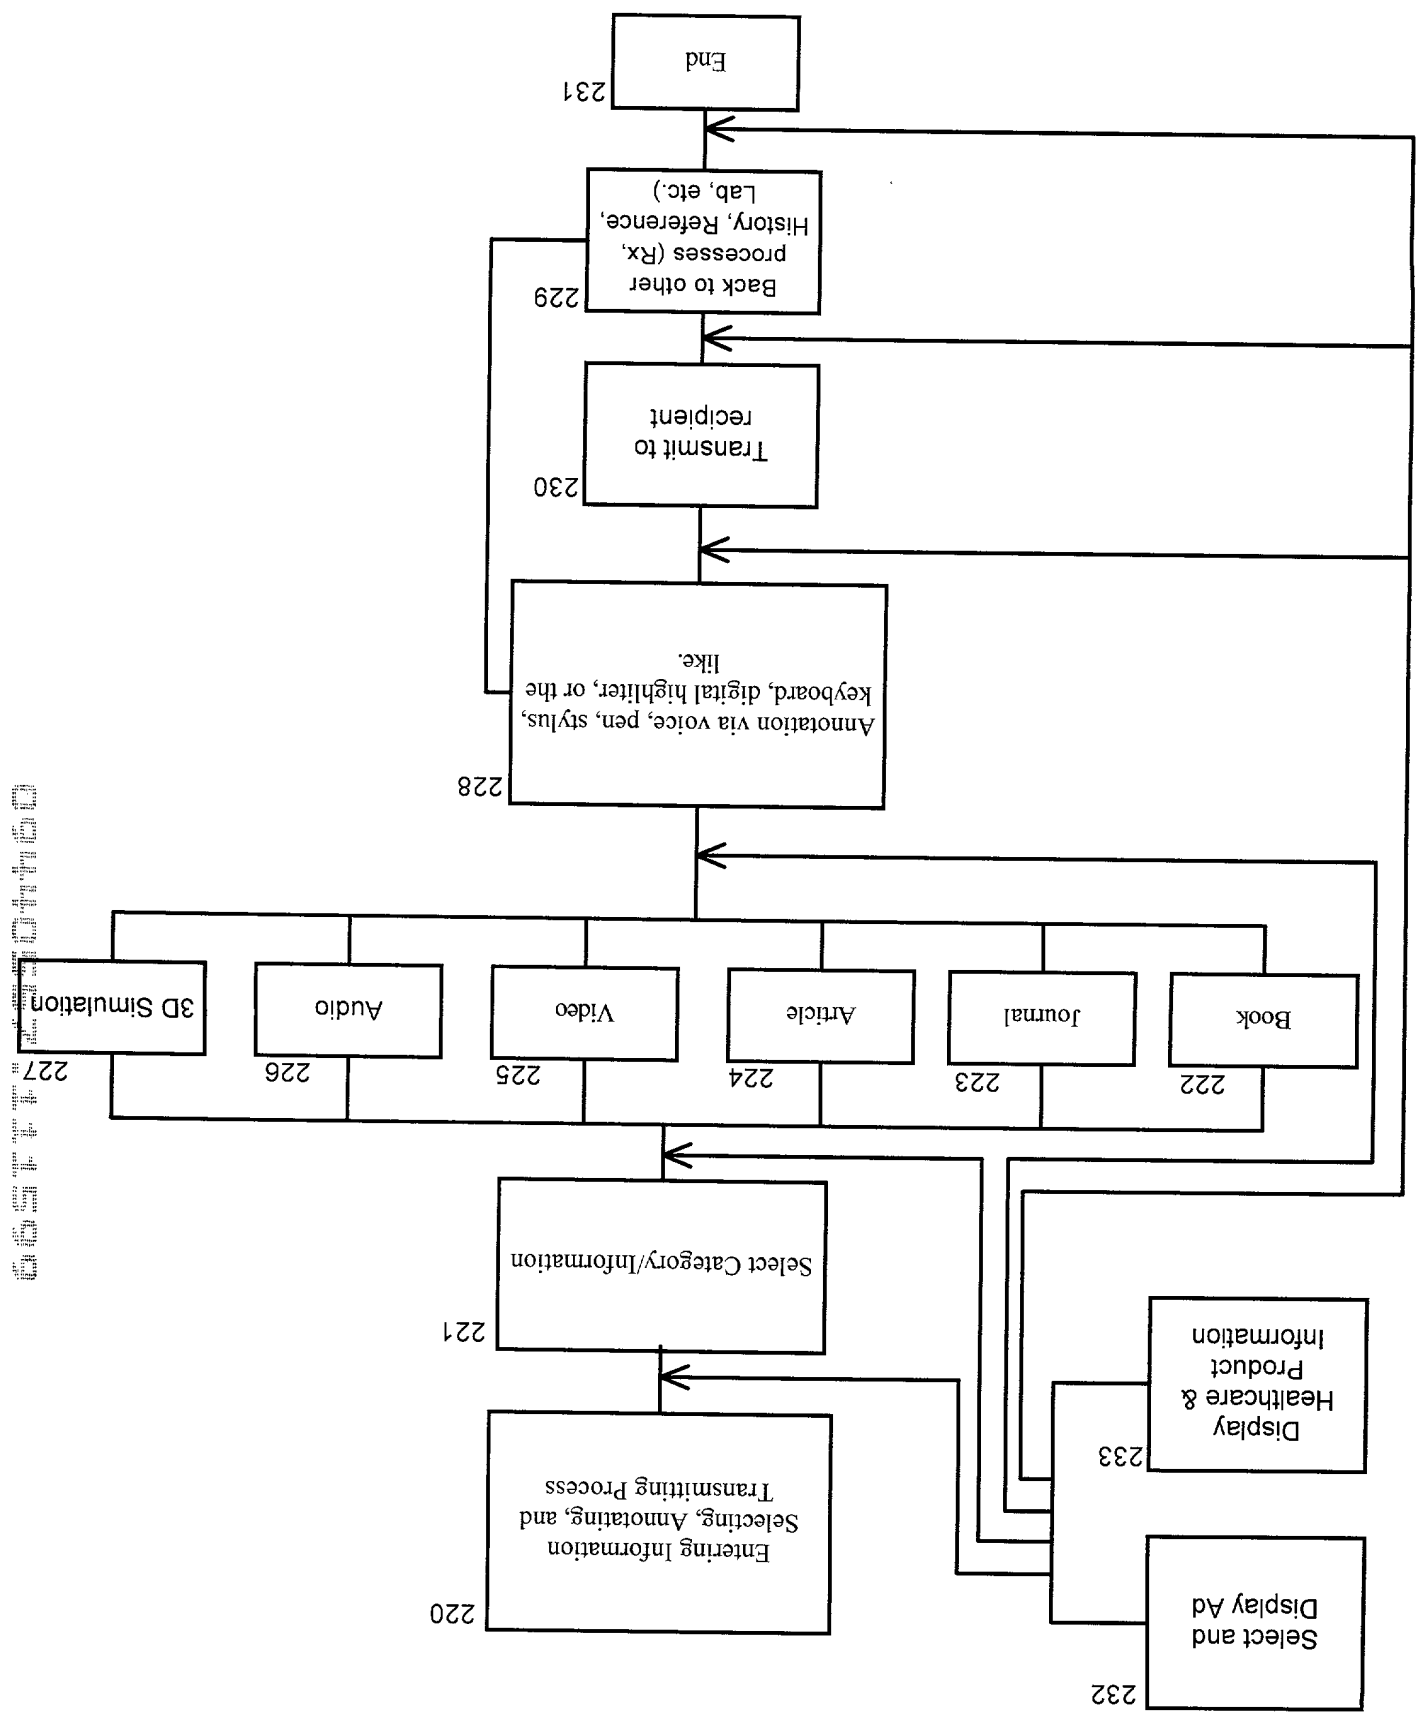 232
Select and
Display Ad
233
Display
Healthcare &
Product
Information
220
Entering Information
Selecting, Annotating, and
Transmitting Process
221
Select Category/Information
222
Book
223
Journal
224
Article
225
Video
226
Audio
227
3D Simulation
228
Annotation via voice, pen, stylus,
keyboard, digital highliter, or the
like.
230
Transmit to
recipient
229
Back to other
processes (Rx,
History, Reference,
Lab, etc.)
231
End